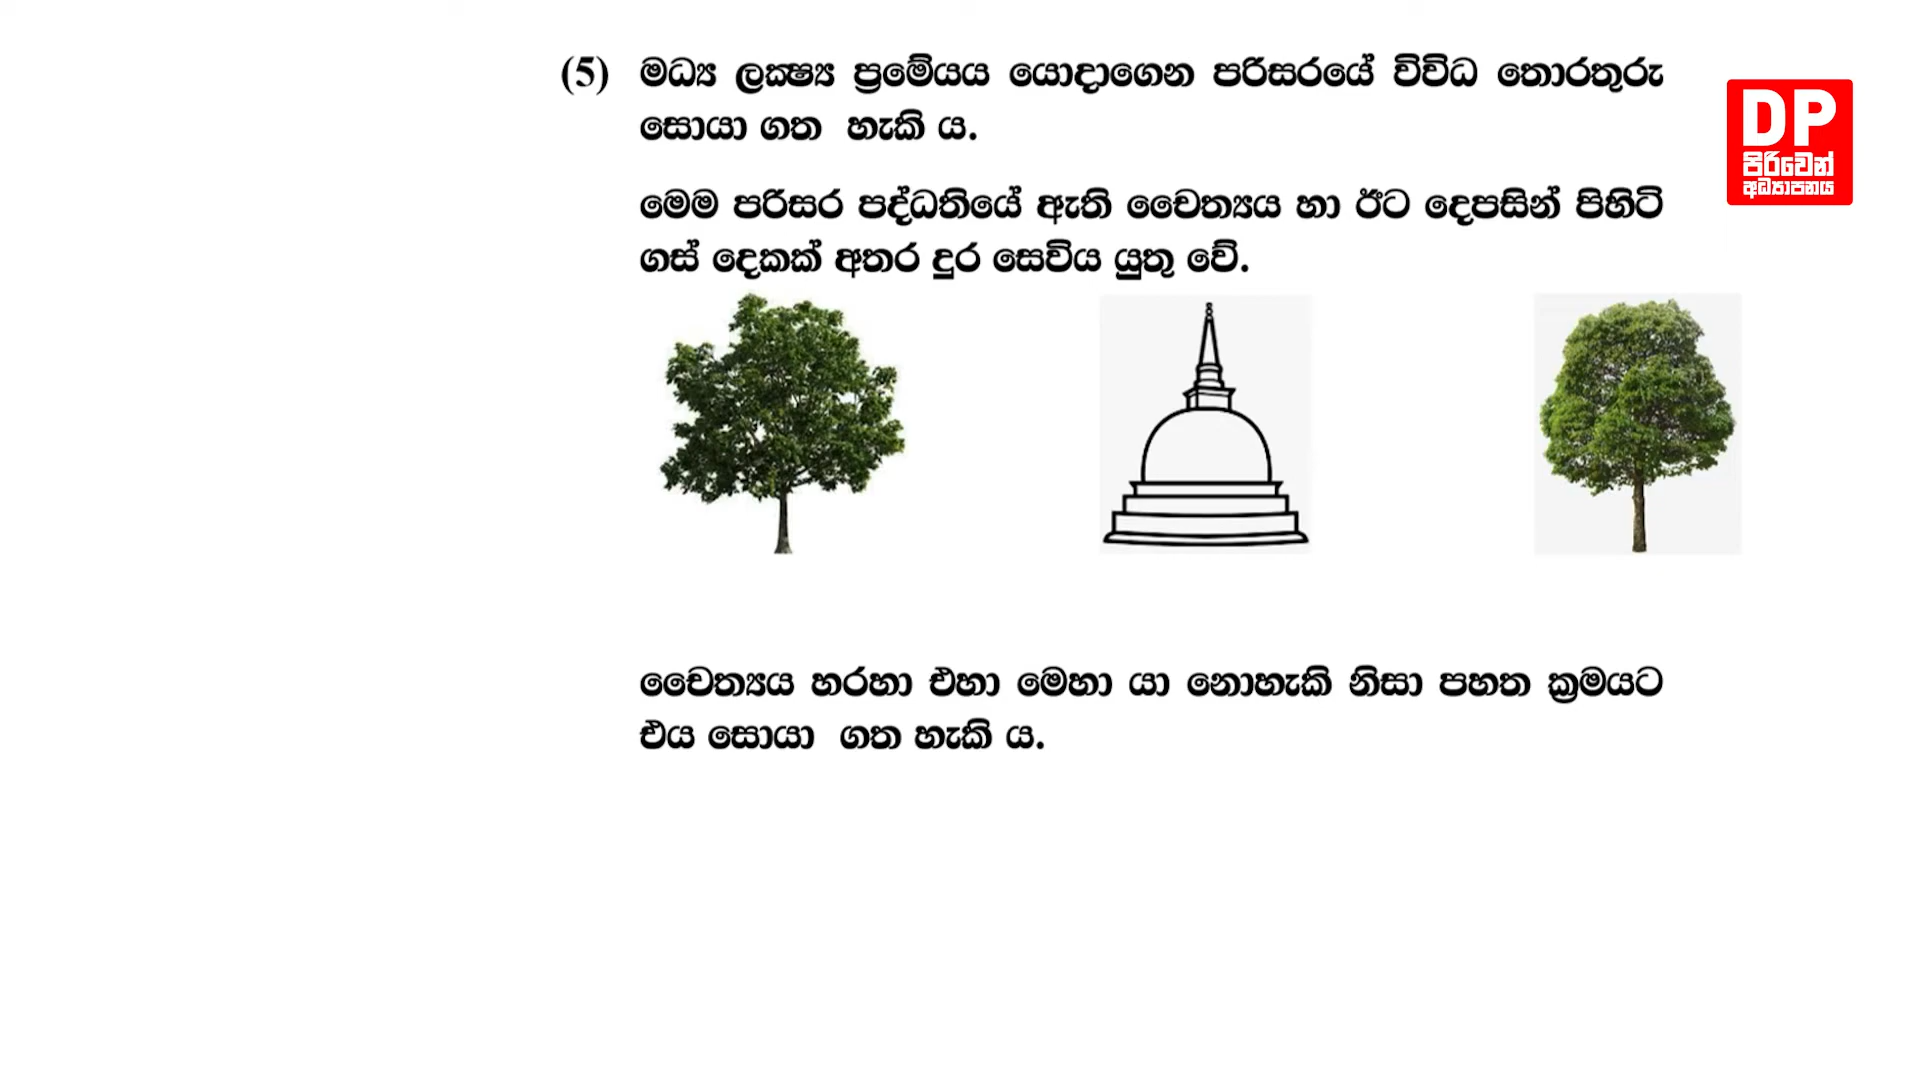 (5) මධ්‍ය ලක්‍ෂ්‍ය ප්‍රමේයය යොදාගෙන පරිසරයේ විවිධ තොරතුරු
සොයා ගත හැකි ය.
DP
පිරිවෙන්
අධ්‍යාපනය
මෙම පරිසර පද්ධතියේ ඇති චෛත්‍යය හා ඊට දෙපසින් පිහිටි
ගස් දෙකක් අතර දුර සෙවිය යුතු වේ.
චෛත්‍යය හරහා එහා මෙහා යා නොහැකි නිසා පහත ක්‍රමයට
එය සොයා ගත හැකි ය.